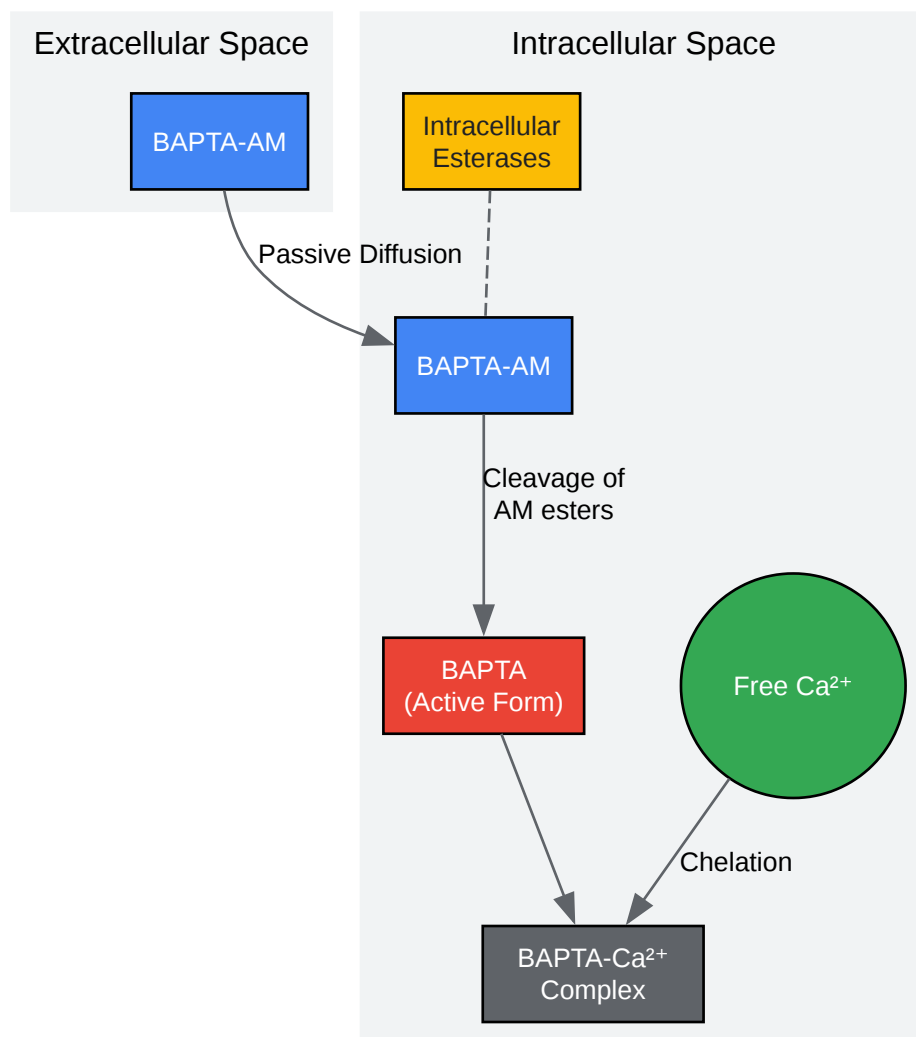 Extracellular Space
Intracellular Space
BAPTA-AM
Intracellular
Esterases
Passive Diffusion
BAPTA-AM
Cleavage of
AM esters
BAPTA
(Active Form)
Free Ca²⁺
Chelation
BAPTA-Ca²⁺
Complex